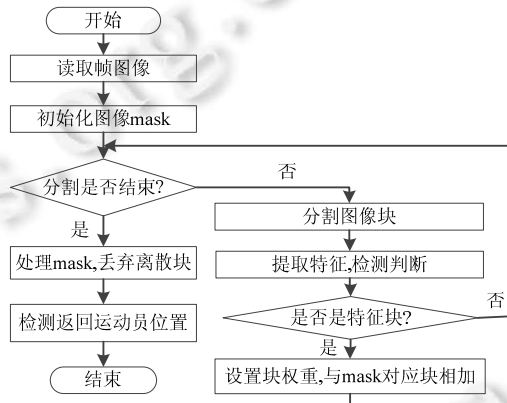 开始
读取帧图像
初始化图像mask
分割是否结束?
否
是
分割图像块
处理mask,丢弃离散块
提取特征,检测判断
检测返回运动员位置
是否是特征块?
否
是
结束
设置块权重,与mask对应块相加